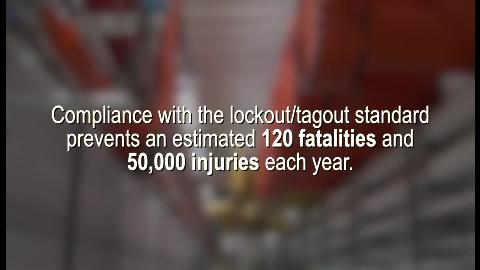 Compliance with the lockout/tagout standard
prevents an estimated 120 fatalities and
50,000 injuries each year.